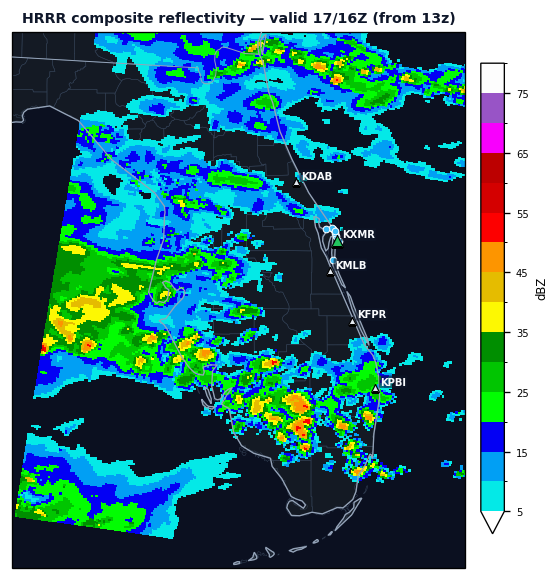 HRRR composite reflectivity — valid 17/16Z (from 13z)
75
65
55
45
35
25
15
5
dBZ
KDAB
KXMR
KMLB
KFPR
KPBI